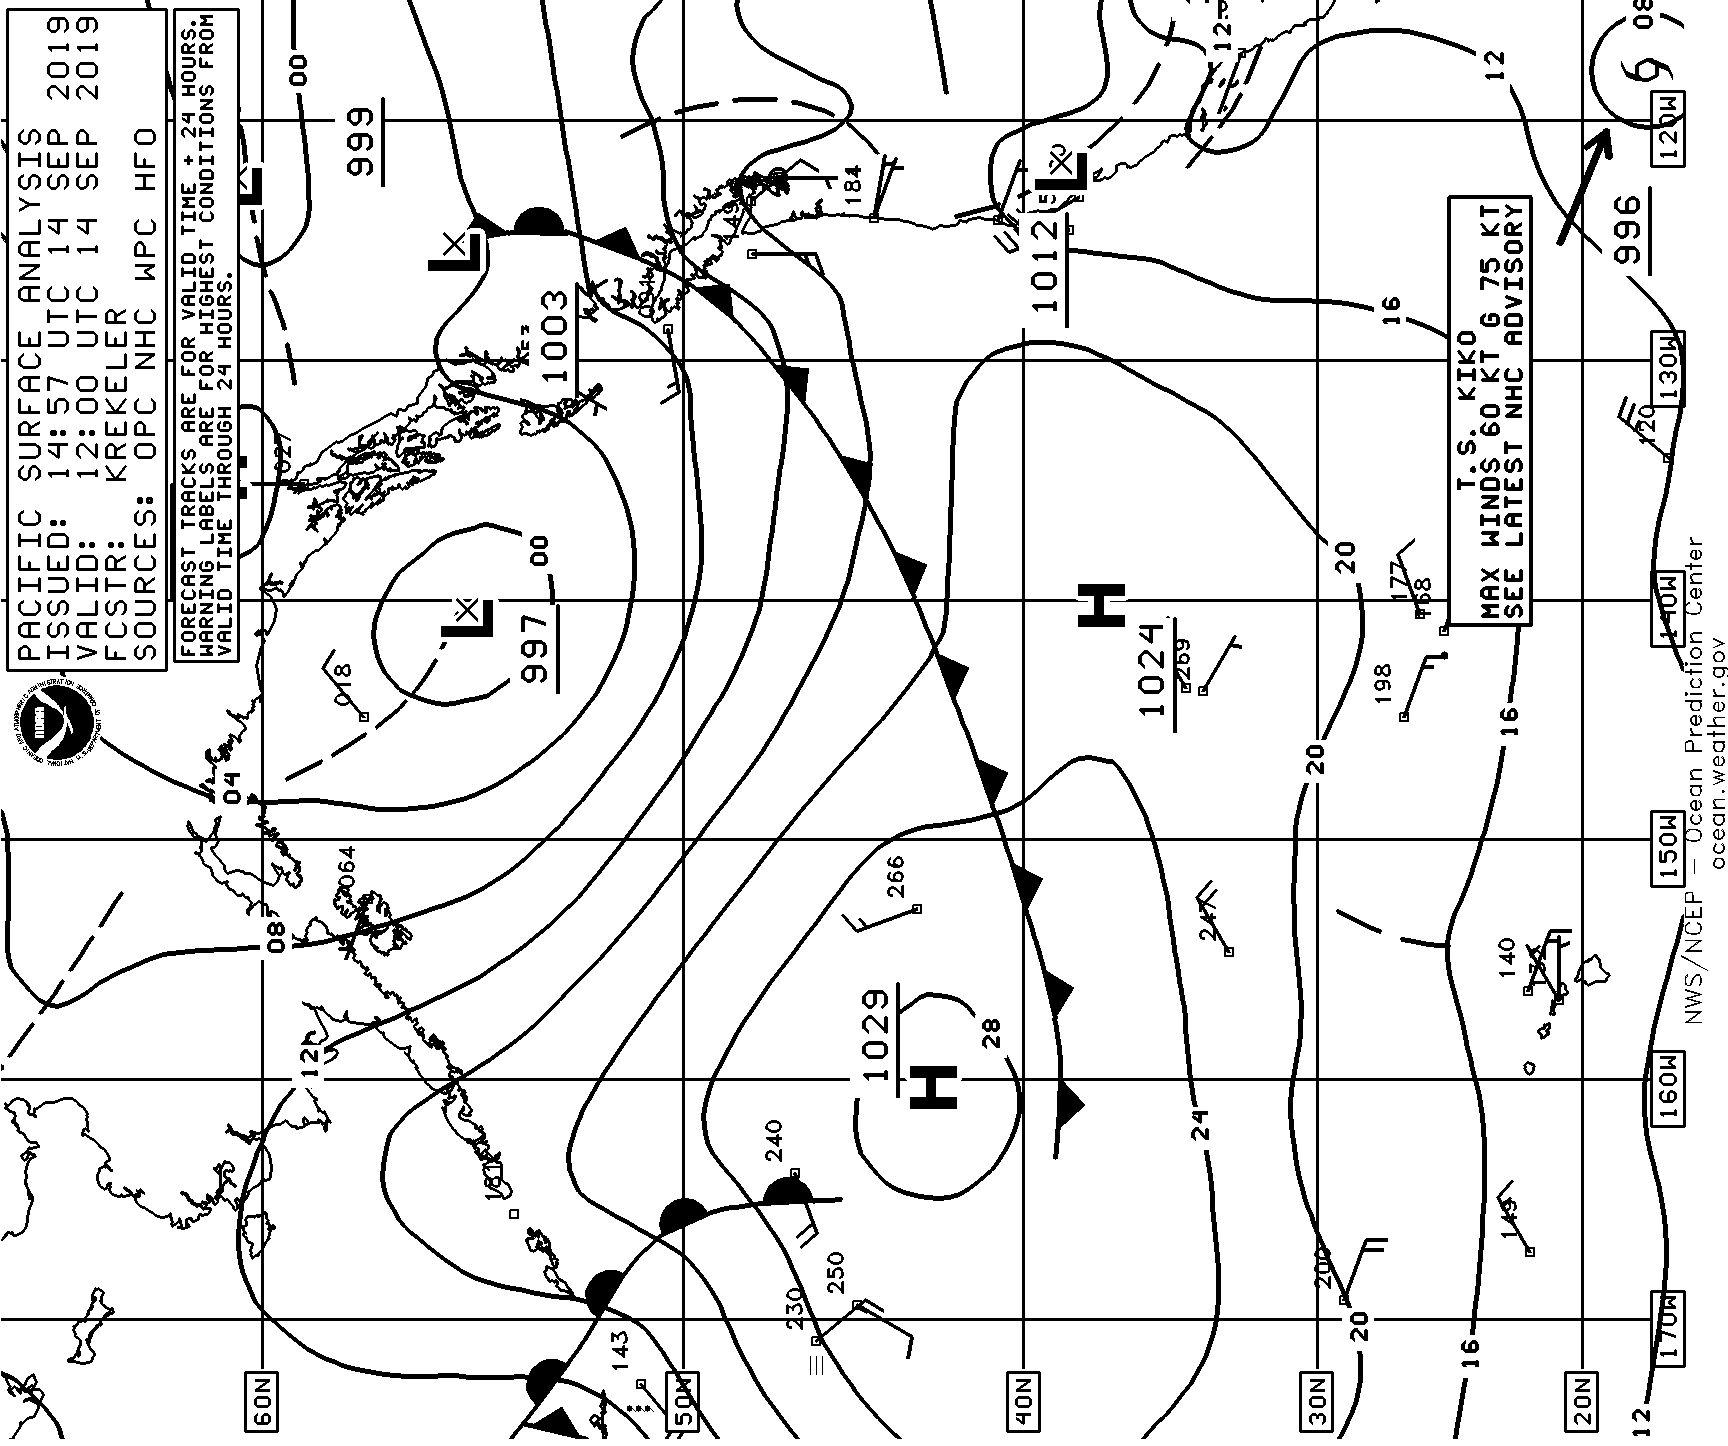 PACIFIC SURFACE ANALYSIS
ISSUED: 14:57 UTC 14 SEP 2019
VALID: 12:00 UTC 14 SEP 2019
FCSTR: KREKELER
SOURCES: OPC NHC WPC HFO
FORECAST TRACKS ARE FOR VALID TIME + 24 HOURS.
WARNING LABELS ARE FOR HIGHEST CONDITIONS FROM
VALID TIME THROUGH 24 HOURS.
NOAA
T.S. KIKO
MAX WINDS 60 KT G 75 KT
SEE LATEST NHC ADVISORY
NWS/NCEP – Ocean Prediction Center
ocean.weather.gov
60N
50N
40N
30N
20N
120W
130W
140W
150W
160W
170W
L
999
L
1003
L
997
L
1012
H
1024
H
1029
996
00
00
04
08
12
28
24
20
20
20
16
16
16
12
12
08
018
064
184
269
266
240
250
230
143
198
177
140
149
200
120
247